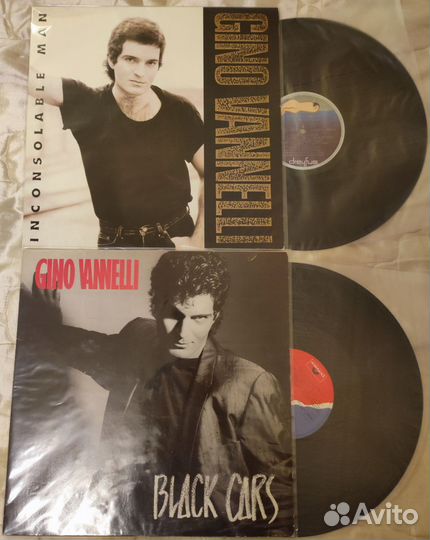 INCONSOLABLE MAN
GINO VANNELLI
dreyfus
GINO VANNELLI
BLACK CARS
Avito